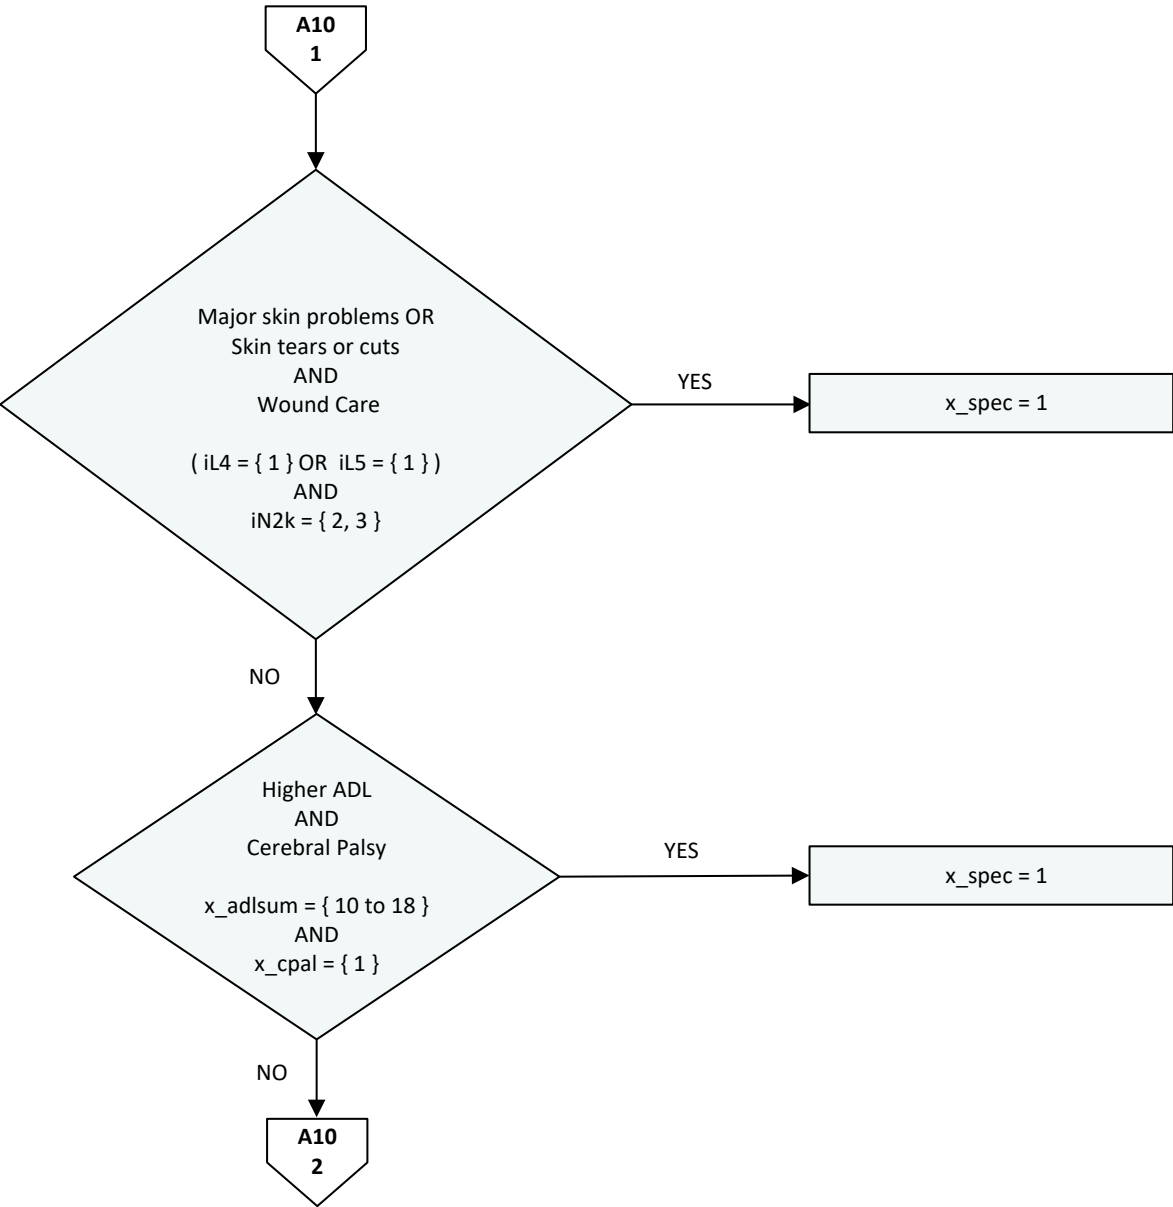 A10
1
Major skin problems OR
Skin tears or cuts
AND
Wound Care
( iL4 = { 1 } OR  iL5 = { 1 } )
AND
iN2k = { 2, 3 }
YES
x_spec = 1
NO
Higher ADL
AND
Cerebral Palsy
x_adlsum = { 10 to 18 }
AND
x_cpal = { 1 }
YES
x_spec = 1
NO
A10
2